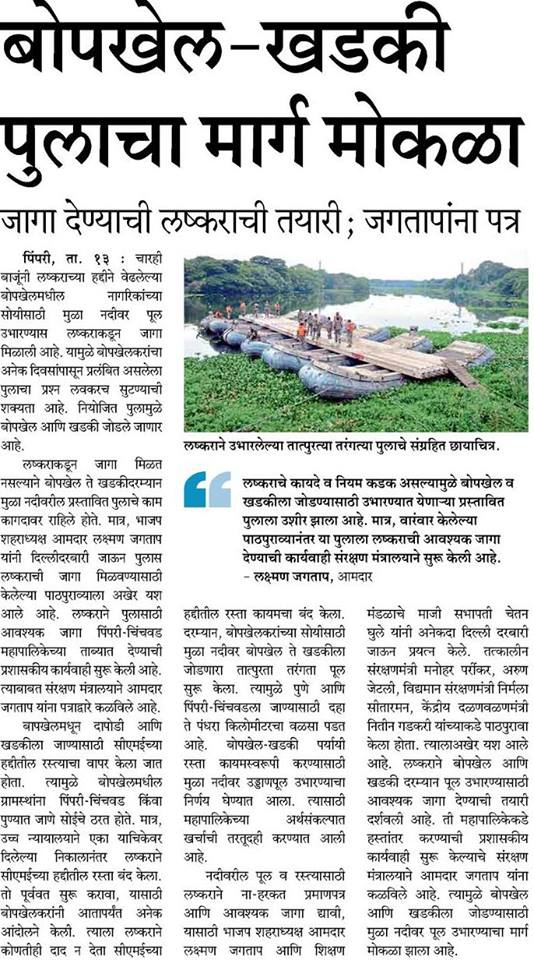 बोपखेल-खडकी
पुलाचा मार्ग मोकळा
जागा देण्याची लष्कराची तयारी; जगतापांना पत्र
पिंपरी, ता. १३ : चारही
बाजूंनी लष्कराच्या हद्दीने वेढलेल्या
बोपखेलमधील नागरिकांच्या
सोयीसाठी मुळा नदीवर पूल
उभारण्यास लष्कराकडून जागा
मिळाली आहे. यामुळे बोपखेलकरांचा
अनेक दिवसांपासून प्रलंबित असलेला
पुलाचा प्रश्न लवकरच सुटण्याची
शक्यता आहे. नियोजित पुलामुळे
बोपखेल आणि खडकी जोडले जाणार
आहे.
लष्कराकडून जागा मिळत
नसल्याने बोपखेल ते खडकीदरम्यान
मुळा नदीवरील प्रस्तावित पुलाचे काम
कागदावर राहिले होते. मात्र, भाजप
शहराध्यक्ष आमदार लक्ष्मण जगताप
यांनी दिल्लीदरबारी जाऊन पुलास
लष्कराची जागा मिळवण्यासाठी
केलेल्या पाठपुराव्याला अखेर यश
आले आहे. लष्कराने पुलासाठी
आवश्यक जागा पिंपरी-चिंचवड
महापालिकेच्या ताब्यात देण्याची
प्रशासकीय कार्यवाही सुरू केली आहे.
त्याबाबत संरक्षण मंत्रालयाने आमदार
जगताप यांना पत्राद्वारे कळविले आहे.
बापखेलमधून दापोडी आणि
खडकीला जाण्यासाठी सीएमईच्या
हद्दीतील रस्त्याचा वापर केला जात
होता. त्यामुळे बोपखेलमधील
ग्रामस्थांना पिंपरी-चिंचवड किंवा
पुण्यात जाणे सोईचे ठरत होते. मात्र,
उच्च न्यायालयाने एका याचिकेवर
दिलेल्या निकालानंतर लष्कराने
सीएमईच्या हद्दीतील रस्ता बंद केला.
तो पूर्ववत सुरू करावा, यासाठी
बोपखेलकरांनी आतापर्यंत अनेक
आंदोलने केली. त्याला लष्कराने
कोणतीही दाद न देता सीएमईच्या
लष्कराने उभारलेल्या तात्पुरत्या तरंगत्या पुलाचे संग्रहित छायाचित्र.
लष्कराचे कायदे व नियम कडक असल्यामुळे बोपखेल व
खडकीला जोडण्यासाठी उभारण्यात येणाऱ्या प्रस्तावित
पुलाला उशीर झाला आहे. मात्र, वारंवार केलेल्या
पाठपुराव्यानंतर या पुलाला लष्कराची आवश्यक जागा
देण्याची कार्यवाही संरक्षण मंत्रालयाने सुरू केली आहे.
- लक्ष्मण जगताप, आमदार
हद्दीतील रस्ता कायमचा बंद केला.
दरम्यान, बोपखेलकरांच्या सोयीसाठी
मुळा नदीवर बोपखेल ते खडकीला
जोडणारा तात्पुरता तरंगता पूल
सुरू केला. त्यामुळे पुणे आणि
पिंपरी-चिंचवडला जाण्यासाठी दहा
ते पंधरा किलोमीटरचा वळसा पडत
आहे. बोपखेल-खडकी पर्यायी
रस्ता कायमस्वरूपी करण्यासाठी
मुळा नदीवर उड्डाणपूल उभारण्याचा
निर्णय घेण्यात आला. त्यासाठी
महापालिकेच्या अर्थसंकल्पात
खर्चाची तरतूदही करण्यात आली
आहे.
नदीवरील पूल व रस्त्यासाठी
लष्कराने ना-हरकत प्रमाणपत्र
आणि आवश्यक जागा द्यावी,
यासाठी भाजप शहराध्यक्ष आमदार
लक्ष्मण जगताप आणि शिक्षण
मंडळाचे माजी सभापती चेतन
घुले यांनी अनेकदा दिल्ली दरबारी
जाऊन प्रयत्न केले. तत्कालीन
संरक्षणमंत्री मनोहर पर्रीकर, अरुण
जेटली, विद्यमान संरक्षणमंत्री निर्मला
सीतारमन, केंद्रीय दळणवळणमंत्री
नितीन गडकरी यांच्याकडे पाठपुरावा
केला होता. त्यालाअखेर यश आले
आहे. लष्कराने बोपखेल आणि
खडकी दरम्यान पूल उभारण्यासाठी
आवश्यक जागा देण्याची तयारी
दर्शवली आहे. ती महापालिकेकडे
हस्तांतर करण्याची प्रशासकीय
कार्यवाही सुरू केल्याचे संरक्षण
मंत्रालयाने आमदार जगताप यांना
कळविले आहे. त्यामुळे बोपखेल
आणि खडकीला जोडण्यासाठी
मुळा नदीवर पूल उभारण्याचा मार्ग
मोकळा झाला आहे.